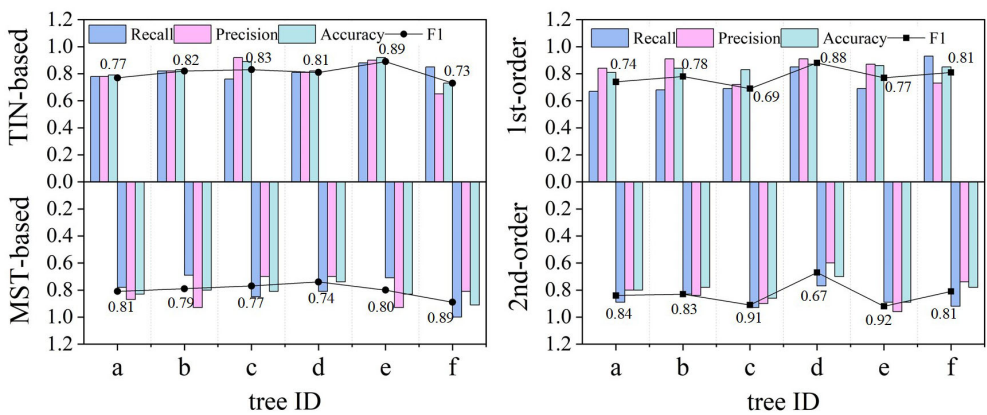 TIN-based
MST-based
1.2
1.0
0.8
0.6
0.4
0.2
0.0
0.2
0.4
0.6
0.8
1.0
1.2
Recall Precision Accuracy F1
0.77 0.82 0.83 0.81 0.89 0.73
0.81 0.79 0.77 0.74 0.80 0.89
a b c d e f
tree ID
1st-order
2nd-order
1.2
1.0
0.8
0.6
0.4
0.2
0.0
0.2
0.4
0.6
0.8
1.0
1.2
Recall Precision Accuracy F1
0.74 0.78 0.69 0.88 0.77 0.81
0.84 0.83 0.91 0.67 0.92 0.81
a b c d e f
tree ID